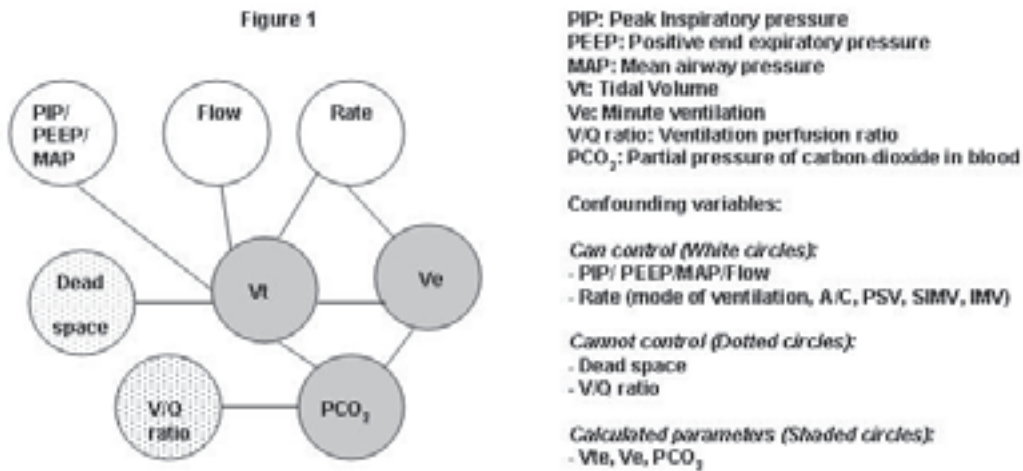 Figure 1
PIP/
PEEP/
MAP
Flow
Rate
Dead
space
Vt
Ve
V/Q
ratio
PCO₂
PIP: Peak Inspiratory pressure
PEEP: Positive end expiratory pressure
MAP: Mean airway pressure
Vt: Tidal Volume
Ve: Minute ventilation
V/Q ratio: Ventilation perfusion ratio
PCO₂: Partial pressure of carbon-dioxide in blood
Confounding variables:
Can control (White circles):
- PIP/ PEEP/MAP/Flow
- Rate (mode of ventilation, A/C, PSV, SIMV, IMV)
Cannot control (Dotted circles):
- Dead space
- V/Q ratio
Calculated parameters (Shaded circles):
- Vte, Ve, PCO₂